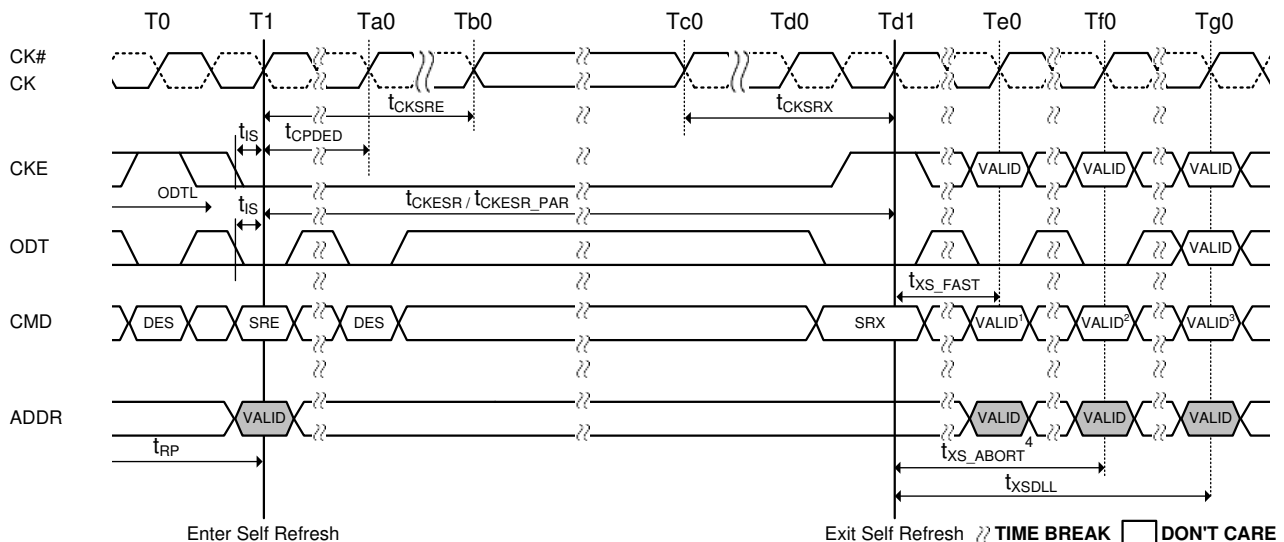 T0 T1 Ta0 Tb0 Tc0 Td0 Td1 Te0 Tf0 Tg0
CK#
CK
tCKSRE tCKSRX
tIS tCPDED
CKE VALID VALID VALID
ODTL
tIS tCKESR / tCKESR_PAR
ODT VALID
tXS_FAST
CMD DES SRE DES SRX VALID1 VALID2 VALID3
ADDR VALID VALID VALID VALID
tRP tXS_ABORT4
tXSDLL
Enter Self Refresh Exit Self Refresh TIME BREAK DON'T CARE